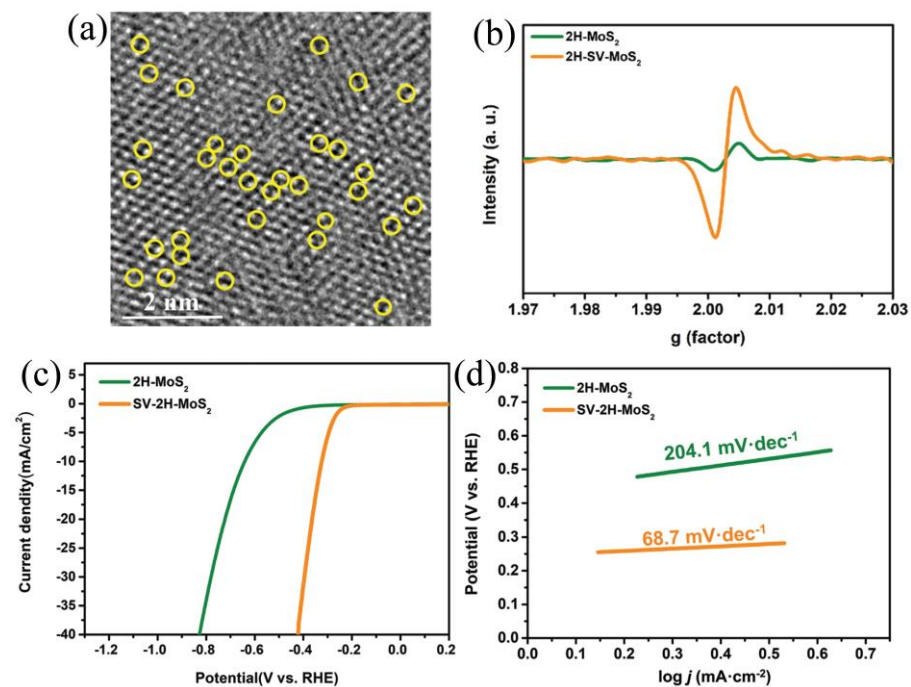 (a)
2 nm
(b)
2H-MoS₂
2H-SV-MoS₂
Intensity (a. u.)
1.97 1.98 1.99 2.00 2.01 2.02 2.03
g (factor)
(c)
2H-MoS₂
SV-2H-MoS₂
5
0
-5
-10
-15
-20
-25
-30
-35
-40
Current dendity(mA/cm²)
-1.2 -1.0 -0.8 -0.6 -0.4 -0.2 0.0 0.2
Potential(V vs. RHE)
(d)
2H-MoS₂
SV-2H-MoS₂
0.8
0.7
0.6
0.5
0.4
0.3
0.2
0.1
0.0
Potential (V vs. RHE)
204.1 mV·dec⁻¹
68.7 mV·dec⁻¹
0.2 0.3 0.4 0.5 0.6 0.7
log j (mA·cm⁻²)